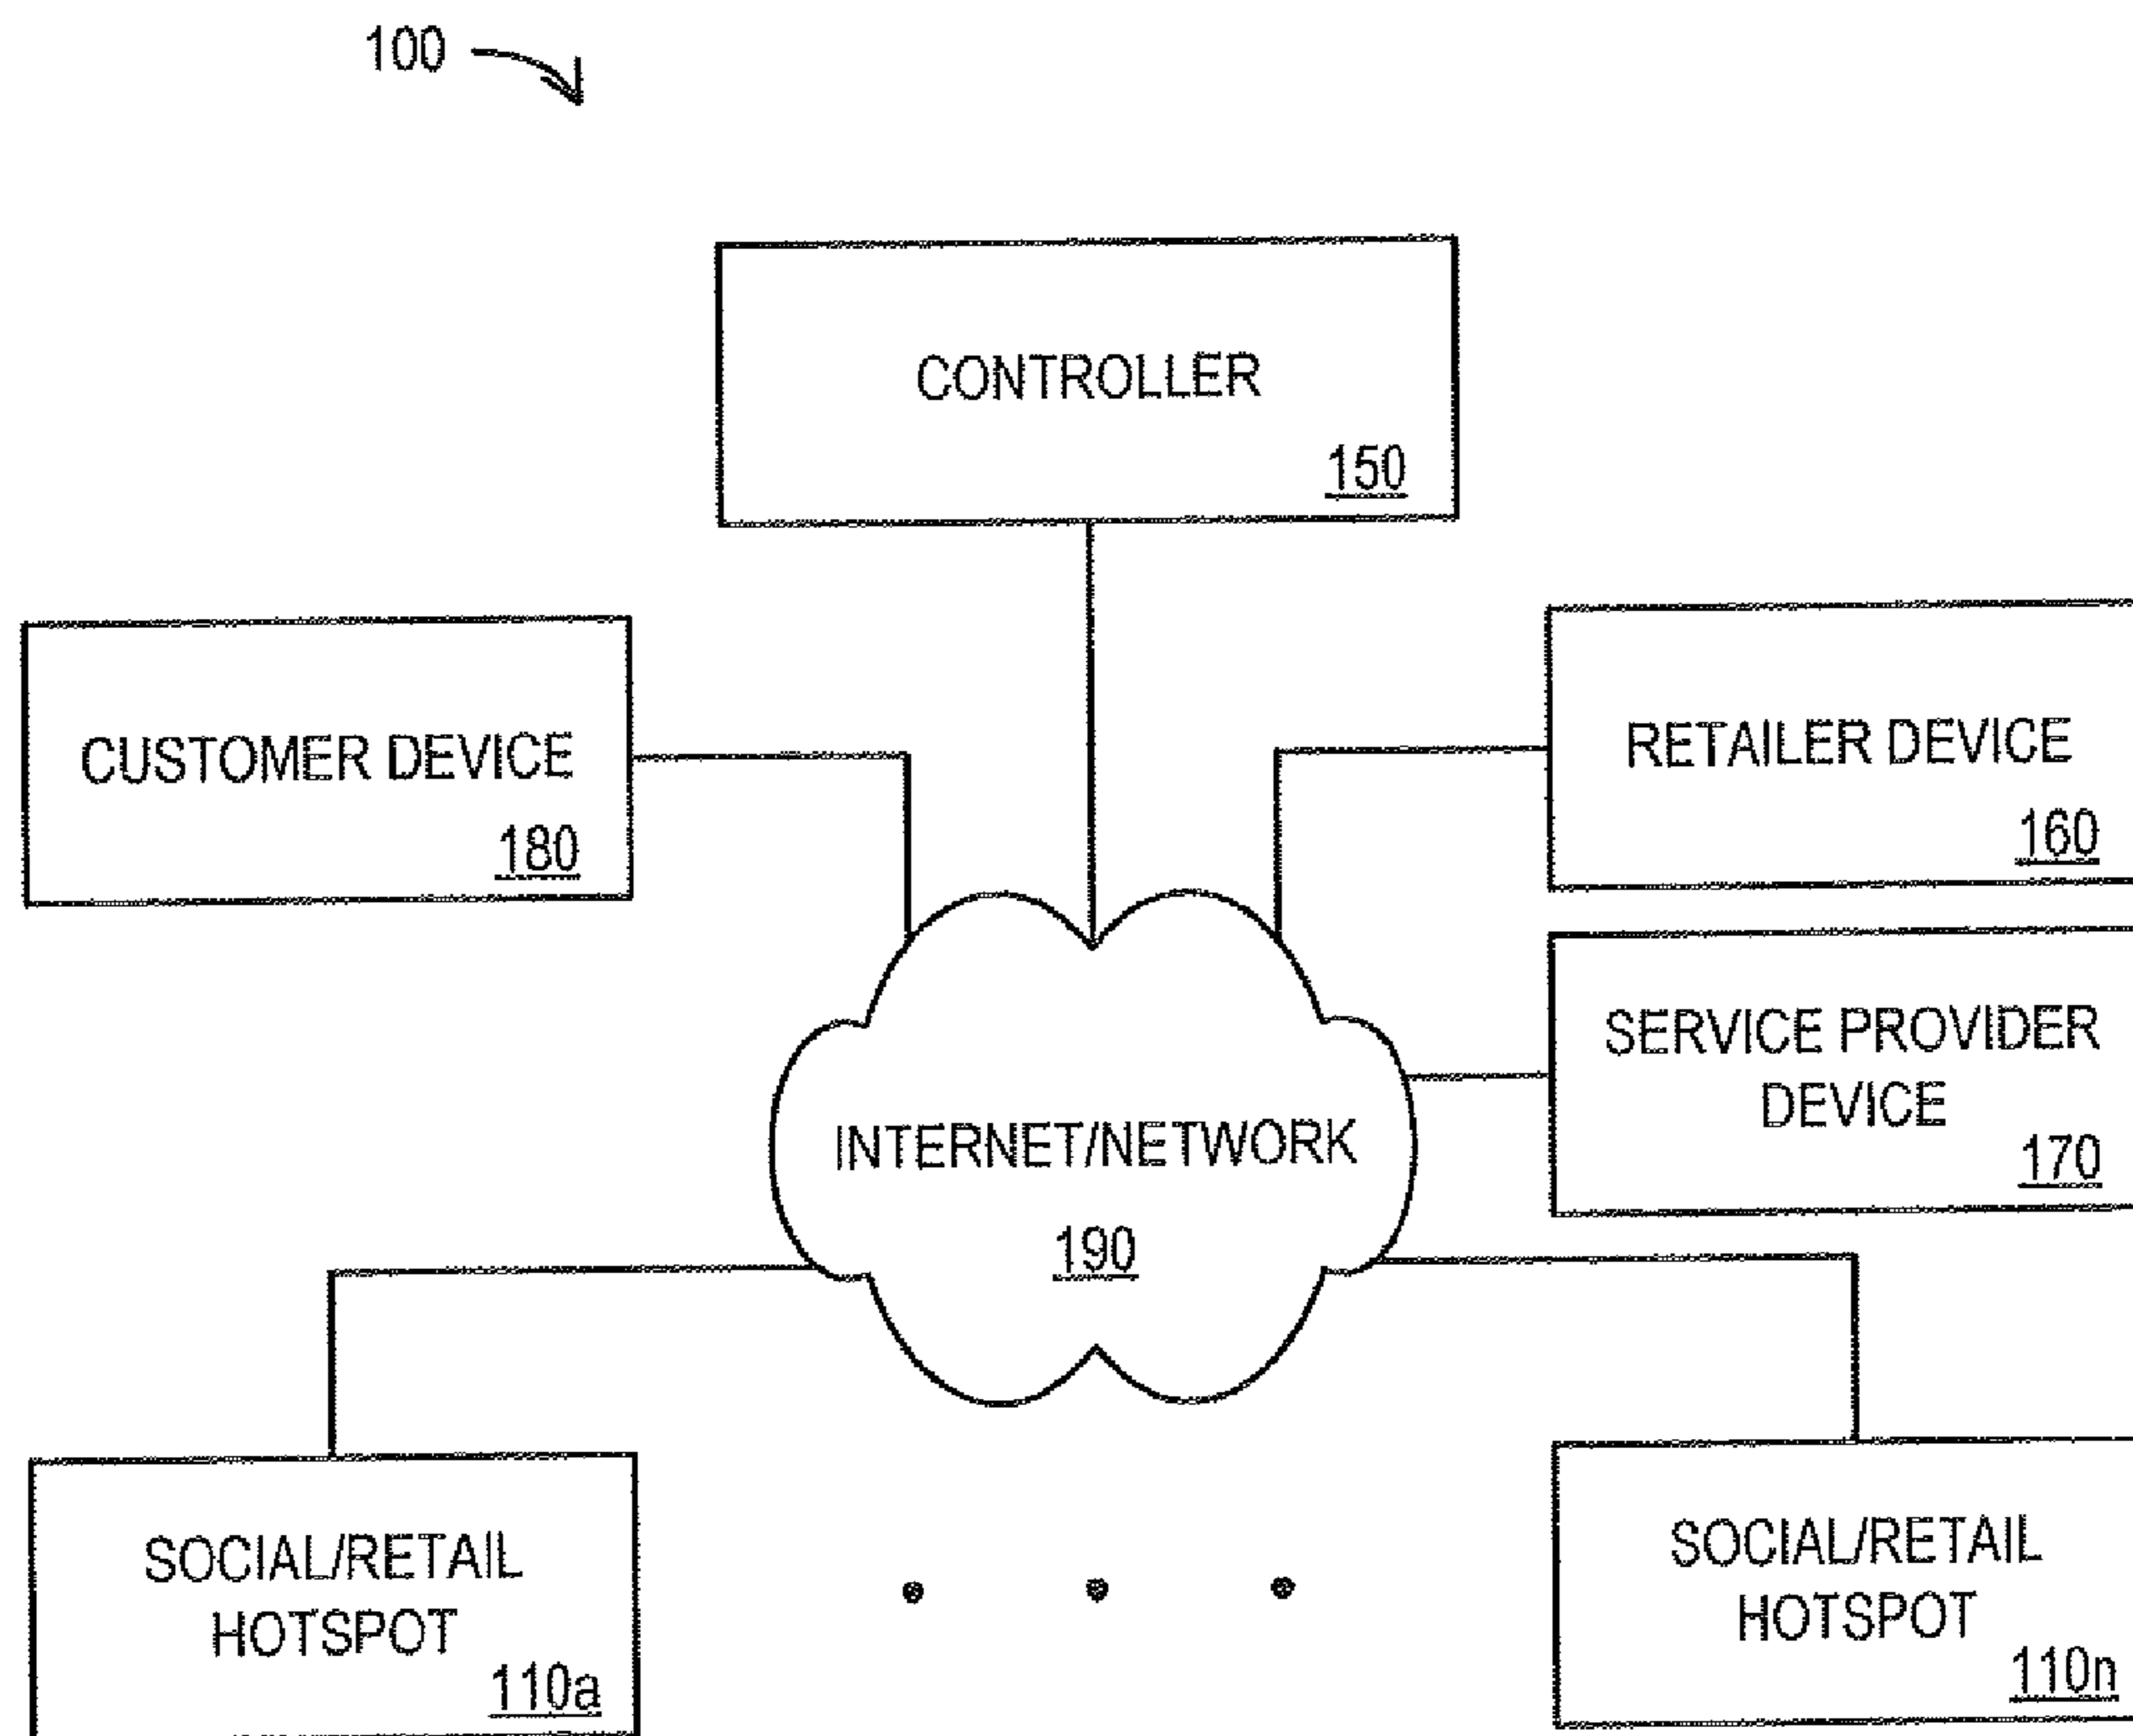 100
CONTROLLER
150
CUSTOMER DEVICE
180
RETAILER DEVICE
160
SERVICE PROVIDER
DEVICE
170
INTERNET/NETWORK
190
SOCIAL/RETAIL
HOTSPOT
110a
SOCIAL/RETAIL
HOTSPOT
110n